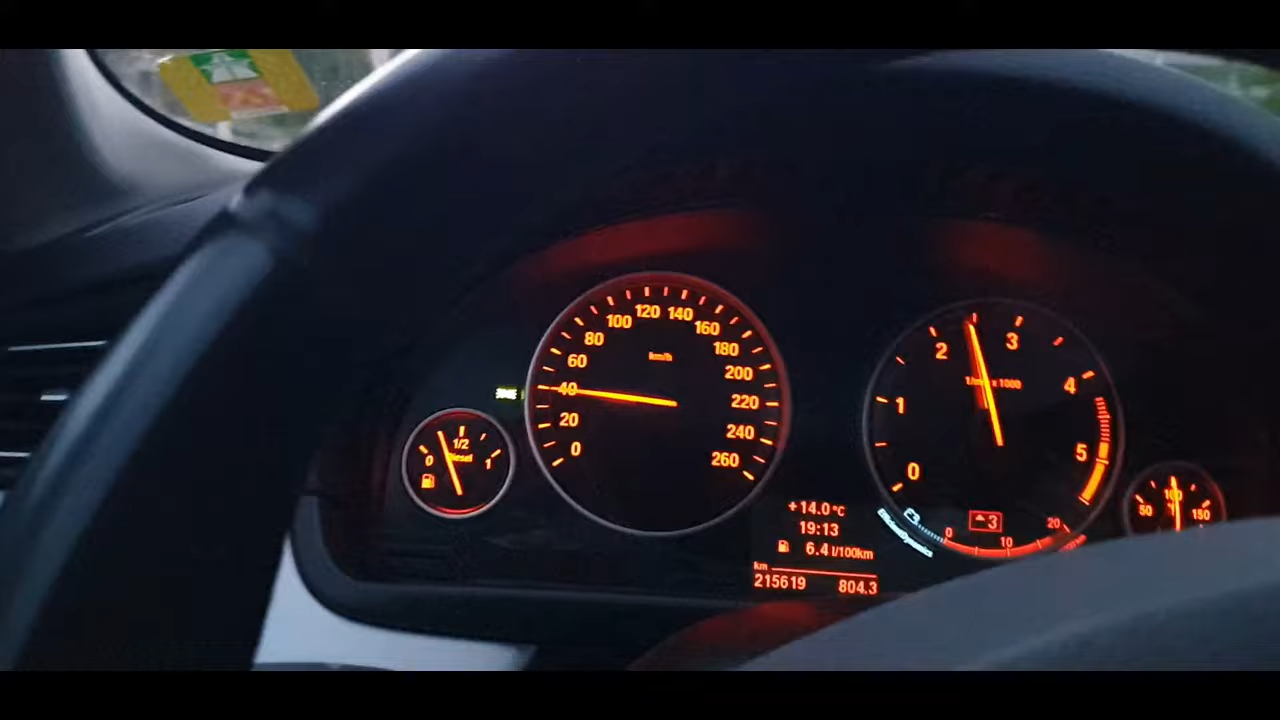 120 140
100 160
80 180
60 200
40 220
20 240
0 260
km/h
1/2
Diesel
0 1
2 3
1 4
0 5
1/min x 1000
3
0 10 20
EfficientDynamics
50 100 150
+14.0°C
19:13
6.4 l/100km
km
215619 804.3